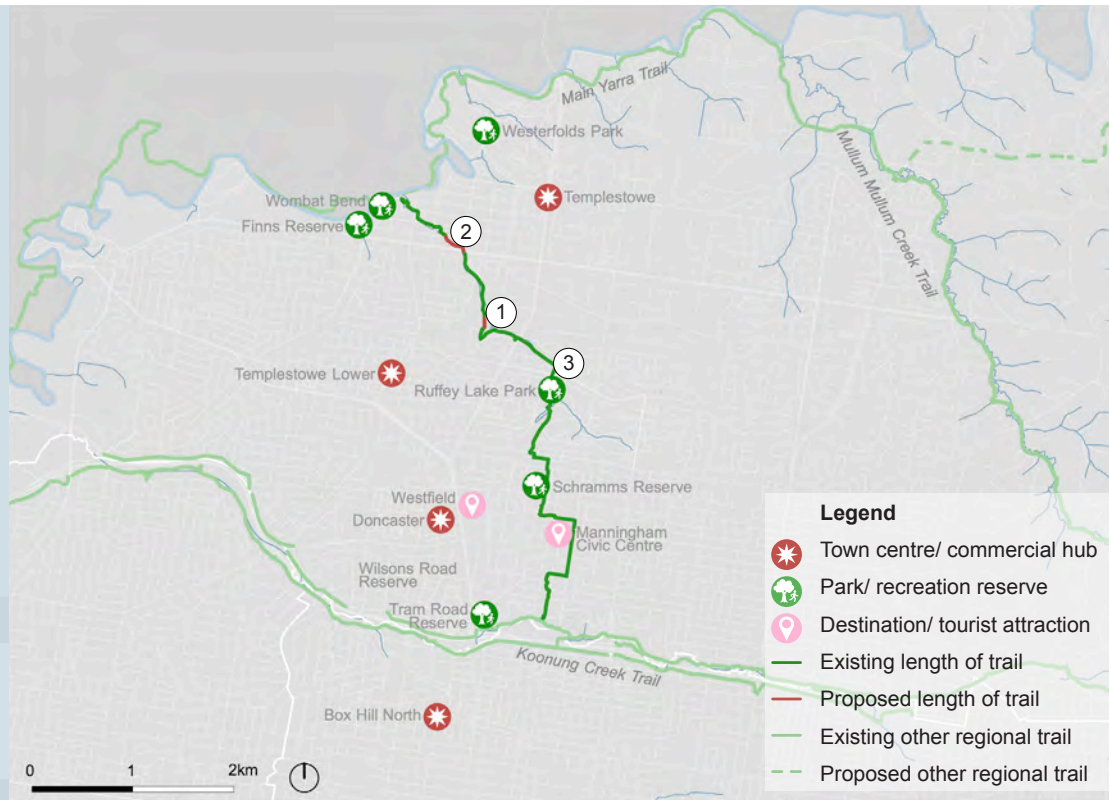 Main Yarra Trail
Westerfolds Park
Mullum Mullum Creek Trail
Wombat Bend
Templestowe
Finns Reserve
2
1
3
Templestowe Lower
Ruffey Lake Park
Schramms Reserve
Westfield
Doncaster
Manningham
Civic Centre
Wilsons Road
Reserve
Tram Road
Reserve
Koonung Creek Trail
Box Hill North
0 1 2km
Legend
Town centre/ commercial hub
Park/ recreation reserve
Destination/ tourist attraction
Existing length of trail
Proposed length of trail
Existing other regional trail
Proposed other regional trail